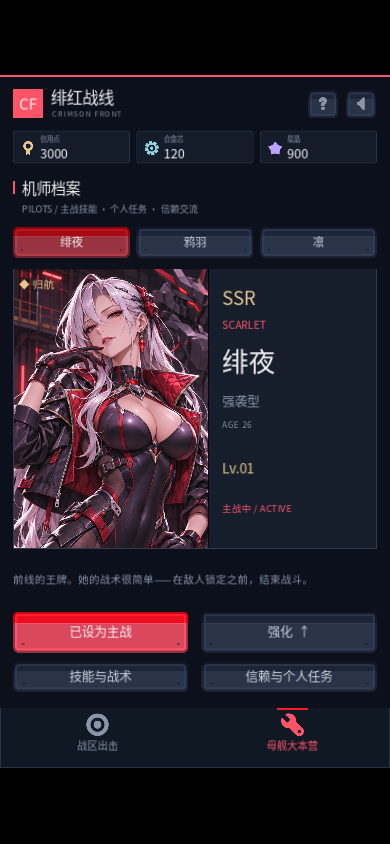 CF
绯红战线
CRIMSON FRONT
?
信用点
3000
合金芯
120
星晶
900
机师档案
PILOTS / 主战技能 · 个人任务 · 信赖交流
绯夜
鸦羽
凛
◆ 归航
SSR
SCARLET
绯夜
强袭型
AGE 26
Lv.01
主战中 / ACTIVE
前线的王牌。她的战术很简单——在敌人锁定之前，结束战斗。
已设为主战
强化 ↑
技能与战术
信赖与个人任务
战区出击
母舰大本营